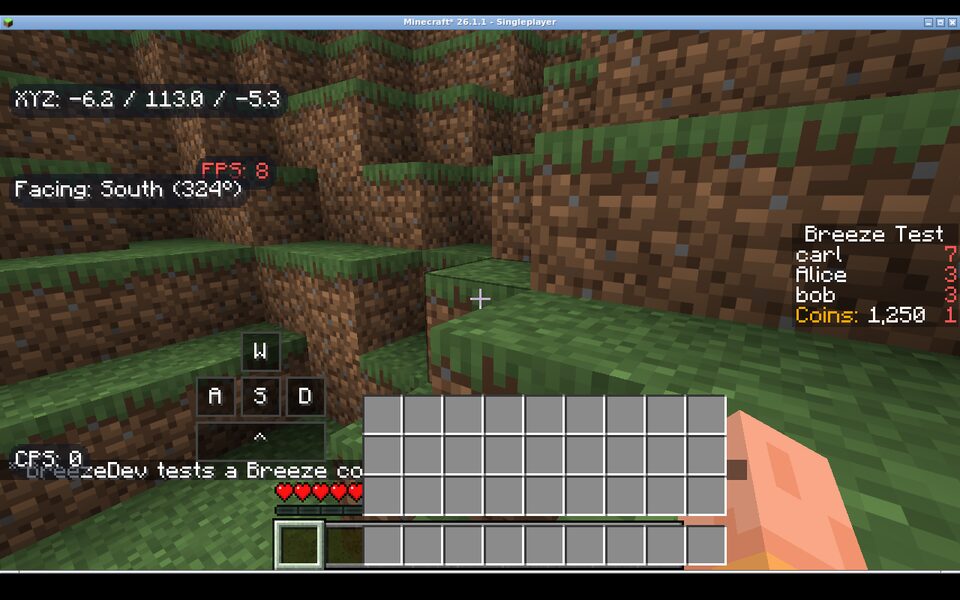 Minecraft* 26.1.1 - Singleplayer
XYZ: -6.2 / 113.0 / -5.3
FPS: 8
Facing: South (324°)
Breeze Test
carl 7
Alice 3
bob 3
Coins: 1,250 1
W
A S D
^
CPS: 0
BreezeDev tests a Breeze co